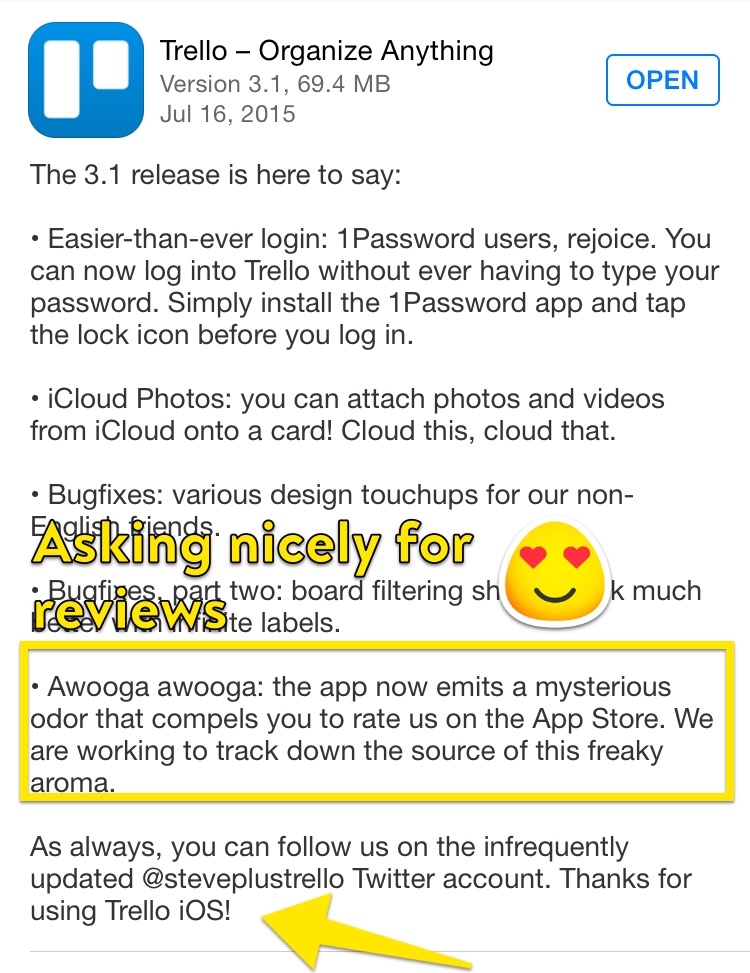 Trello – Organize Anything
Version 3.1, 69.4 MB
Jul 16, 2015
OPEN
The 3.1 release is here to say:
• Easier-than-ever login: 1Password users, rejoice. You
can now log into Trello without ever having to type your
password. Simply install the 1Password app and tap
the lock icon before you log in.
• iCloud Photos: you can attach photos and videos
from iCloud onto a card! Cloud this, cloud that.
• Bugfixes: various design touchups for our non-
English friends.
Asking nicely for
• Bugfixes, part two: board filtering much
reviews
better with infinite labels.
• Awooga awooga: the app now emits a mysterious
odor that compels you to rate us on the App Store. We
are working to track down the source of this freaky
aroma.
As always, you can follow us on the infrequently
updated @steveplustrello Twitter account. Thanks for
using Trello iOS!